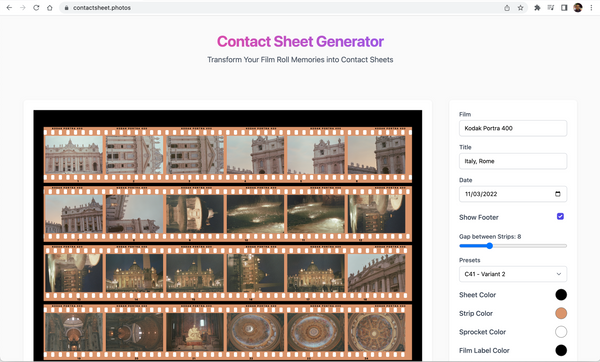 contactsheet.photos
Contact Sheet Generator
Transform Your Film Roll Memories into Contact Sheets
Film
Kodak Portra 400
Title
Italy, Rome
Date
11/03/2022
Show Footer
Gap between Strips: 8
Presets
C41 - Variant 2
Sheet Color
Strip Color
Sprocket Color
Film Label Color